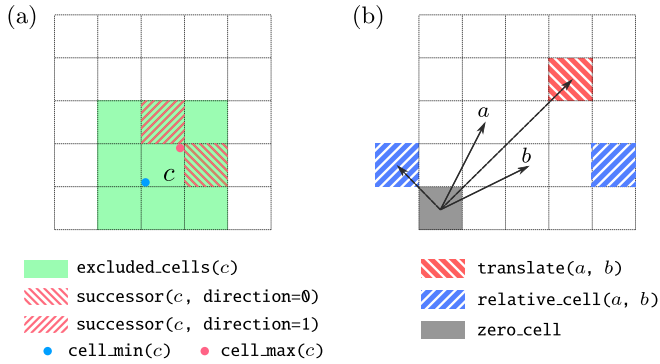 (a)
c
excluded_cells(c)
successor(c, direction=0)
successor(c, direction=1)
cell_min(c) cell_max(c)
(b)
a
b
translate(a, b)
relative_cell(a, b)
zero_cell